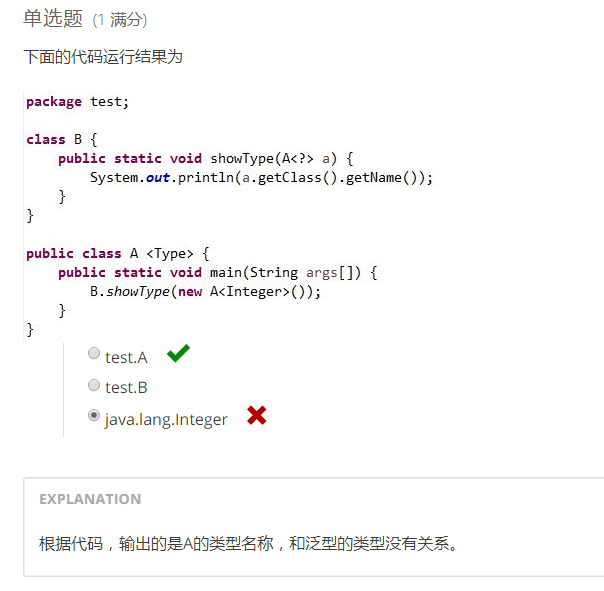 单选题 (1 满分)
下面的代码运行结果为
package test;
class B {
public static void showType(A<?> a) {
System.out.println(a.getClass().getName());
}
}
public class A <Type> {
public static void main(String args[]) {
B.showType(new A<Integer>());
}
}
test.A
test.B
java.lang.Integer
EXPLANATION
根据代码，输出的是A的类型名称，和泛型的类型没有关系。